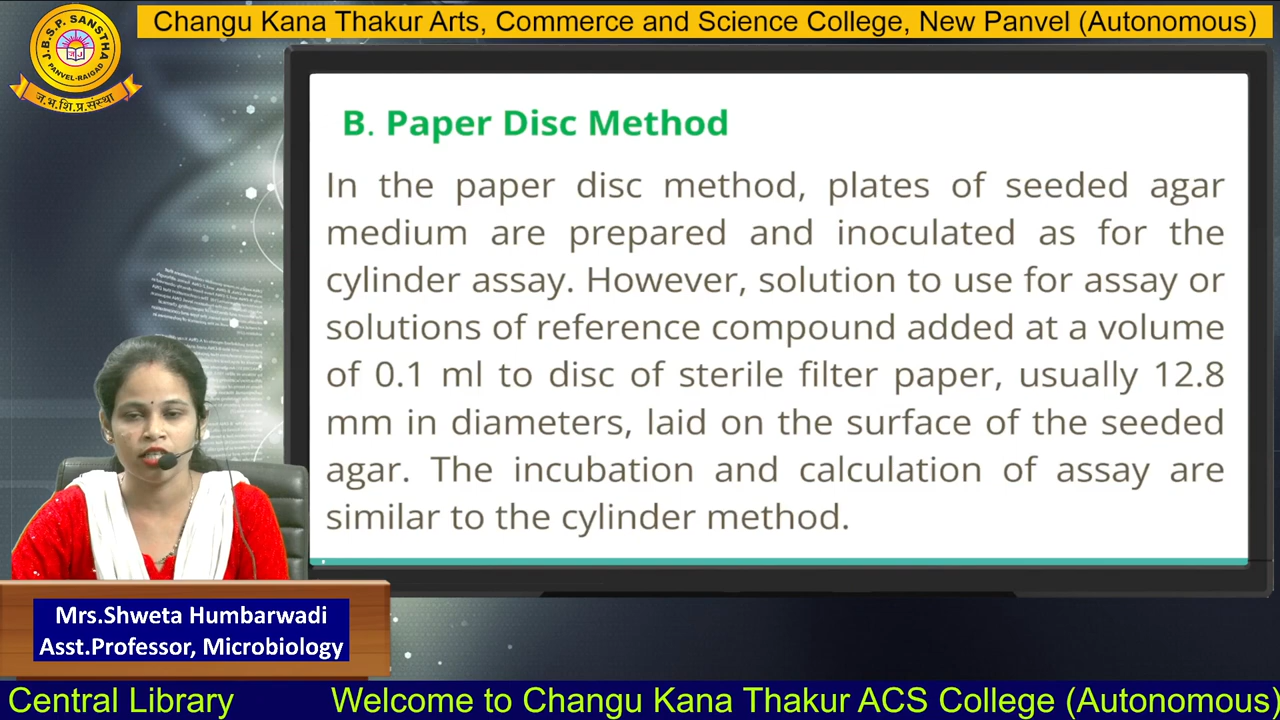 Changu Kana Thakur Arts, Commerce and Science College, New Panvel (Autonomous)
J.B.S.P. SANSTHA
PANVEL-RAIGAD
ज.भ.शि.प्र.संस्था
B. Paper Disc Method
In the paper disc method, plates of seeded agar
medium are prepared and inoculated as for the
cylinder assay. However, solution to use for assay or
solutions of reference compound added at a volume
of 0.1 ml to disc of sterile filter paper, usually 12.8
mm in diameters, laid on the surface of the seeded
agar. The incubation and calculation of assay are
similar to the cylinder method.
Mrs.Shweta Humbarwadi
Asst.Professor, Microbiology
Central Library Welcome to Changu Kana Thakur ACS College (Autonomous)